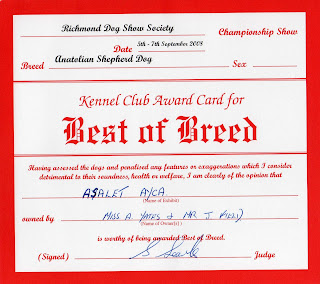 Richmond Dog Show Society
Championship Show
Date 5th - 7th September 2008
Breed Anatolian Shepherd Dog Sex
Kennel Club Award Card for
Best of Breed
Having assessed the dogs and penalised any features or exaggerations which I consider
detrimental to their soundness, health or welfare, I am clearly of the opinion that
ASALET AYCA
(Name of Exhibit)
owned by MISS A. YATES & MR J.
(Name of Owner(s))
is worthy of being awarded Best of Breed.
(Signed) Judge